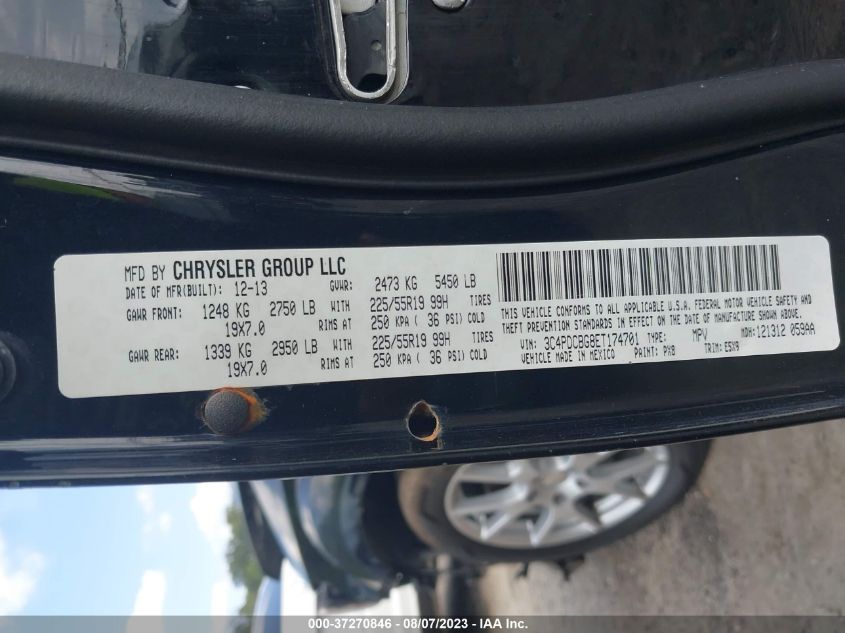 MFD BY CHRYSLER GROUP LLC
DATE OF MFR(BUILT): 12-13 GVWR: 2473 KG 5450 LB
GAWR FRONT: 1248 KG 2750 LB WITH 225/55R19 99H TIRES
19X7.0 RIMS AT 250 KPA ( 36 PSI) COLD
GAWR REAR: 1339 KG 2950 LB WITH 225/55R19 99H TIRES
19X7.0 RIMS AT 250 KPA ( 36 PSI) COLD
THIS VEHICLE CONFORMS TO ALL APPLICABLE U.S.A. FEDERAL MOTOR VEHICLE SAFETY AND
THEFT PREVENTION STANDARDS IN EFFECT ON THE DATE OF MANUFACTURE SHOWN ABOVE.
VIN: 3C4PDCBG8ET174701 TYPE: MPV MDH: 121312 059AA
VEHICLE MADE IN MEXICO PAINT: PX8 TRIM: E5X9
000-37270846 - 08/07/2023 - IAA Inc.